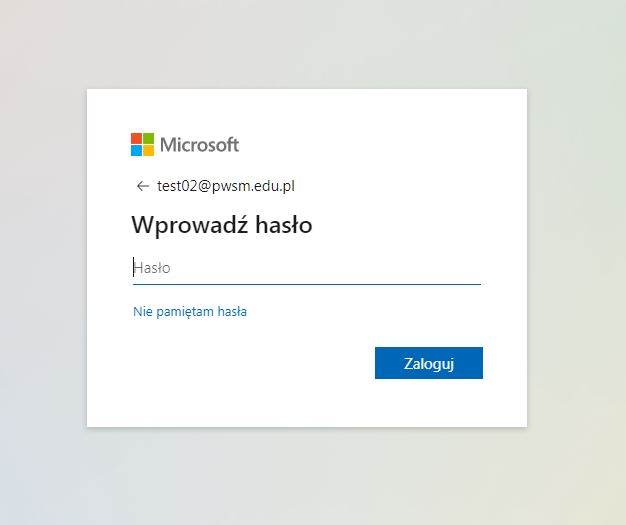 Microsoft
← test02@pwsm.edu.pl
Wprowadź hasło
Hasło
Nie pamiętam hasła
Zaloguj